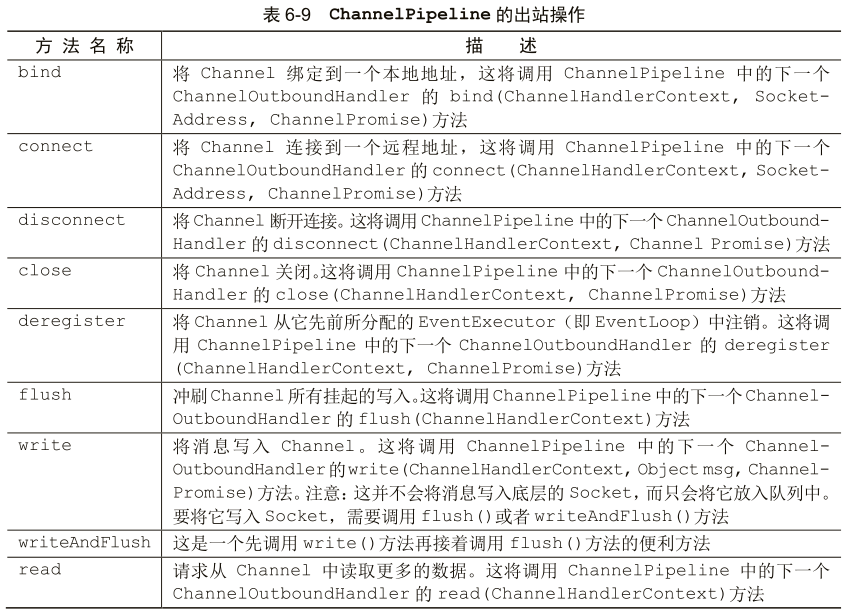 表 6-9 ChannelPipeline 的出站操作
方 法 名 称 描 述
bind 将 Channel 绑定到一个本地地址，这将调用 ChannelPipeline 中的下一个
ChannelOutboundHandler 的 bind(ChannelHandlerContext, Socket-
Address, ChannelPromise)方法
connect 将 Channel 连接到一个远程地址，这将调用 ChannelPipeline 中的下一个
ChannelOutboundHandler 的 connect(ChannelHandlerContext, Socket-
Address, ChannelPromise)方法
disconnect 将 Channel 断开连接。这将调用 ChannelPipeline 中的下一个 ChannelOutbound-
Handler 的 disconnect(ChannelHandlerContext, Channel Promise)方法
close 将 Channel 关闭。这将调用 ChannelPipeline 中的下一个 ChannelOutbound-
Handler 的 close(ChannelHandlerContext, ChannelPromise)方法
deregister 将 Channel 从它先前所分配的 EventExecutor（即 EventLoop）中注销。这将调
用 ChannelPipeline 中的下一个 ChannelOutboundHandler 的 deregister
(ChannelHandlerContext, ChannelPromise)方法
flush 冲刷 Channel 所有挂起的写入。这将调用 ChannelPipeline 中的下一个 Channel-
OutboundHandler 的 flush(ChannelHandlerContext)方法
write 将消息写入 Channel。这将调用 ChannelPipeline 中的下一个 Channel-
OutboundHandler 的 write(ChannelHandlerContext, Object msg, Channel-
Promise)方法。注意：这并不会将消息写入底层的 Socket，而只会将它放入队列中。
要将它写入 Socket，需要调用 flush()或者 writeAndFlush()方法
writeAndFlush 这是一个先调用 write()方法再接着调用 flush()方法的便利方法
read 请求从 Channel 中读取更多的数据。这将调用 ChannelPipeline 中的下一个
ChannelOutboundHandler 的 read(ChannelHandlerContext)方法